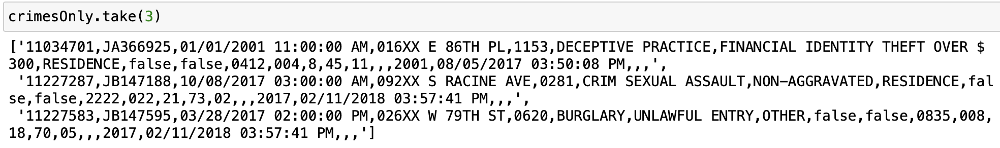 crimesOnly.take(3)
['11034701,JA366925,01/01/2001 11:00:00 AM,016XX E 86TH PL,1153,DECEPTIVE PRACTICE,FINANCIAL IDENTITY THEFT OVER $
300,RESIDENCE,false,false,0412,004,8,45,11,,,2001,08/05/2017 03:50:08 PM,,,',
'11227287,JB147188,10/08/2017 03:00:00 AM,092XX S RACINE AVE,0281,CRIM SEXUAL ASSAULT,NON-AGGRAVATED,RESIDENCE,fal
se,false,2222,022,21,73,02,,,2017,02/11/2018 03:57:41 PM,,,',
'11227583,JB147595,03/28/2017 02:00:00 PM,026XX W 79TH ST,0620,BURGLARY,UNLAWFUL ENTRY,OTHER,false,false,0835,008,
18,70,05,,,2017,02/11/2018 03:57:41 PM,,,']